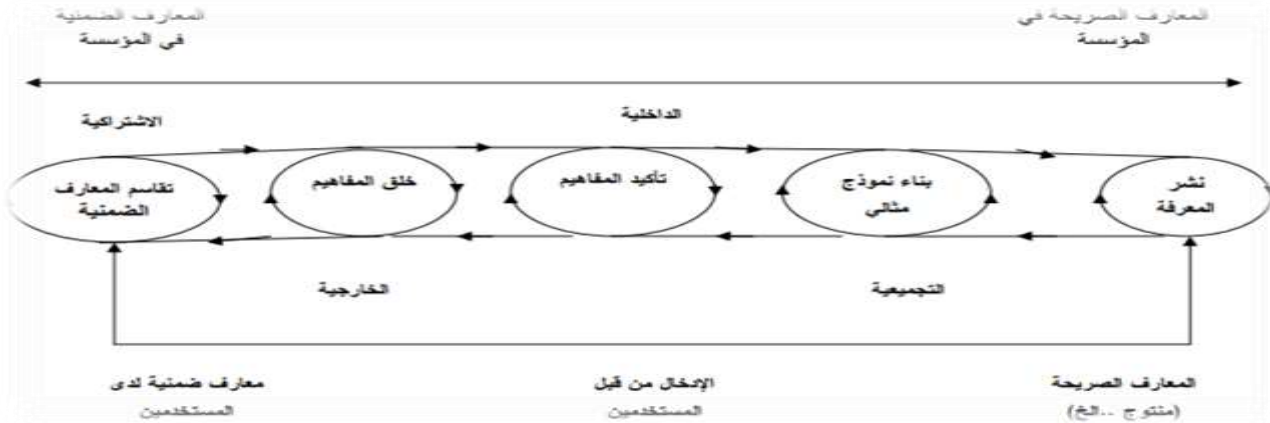 المعارف الصريحة في
المؤسسة
المعارف الضمنية
في المؤسسة
الداخلية
الاشتراكية
نشر
المعرفة
بناء نموذج
مثالي
تأكيد المفاهيم
خلق المفاهيم
تقاسم المعارف
الضمنية
التجميعية
الخارجية
المعارف الصريحة
(منتوج ..الخ)
الإدخال من قبل
المستخدمين
معارف ضمنية لدى
المستخدمين